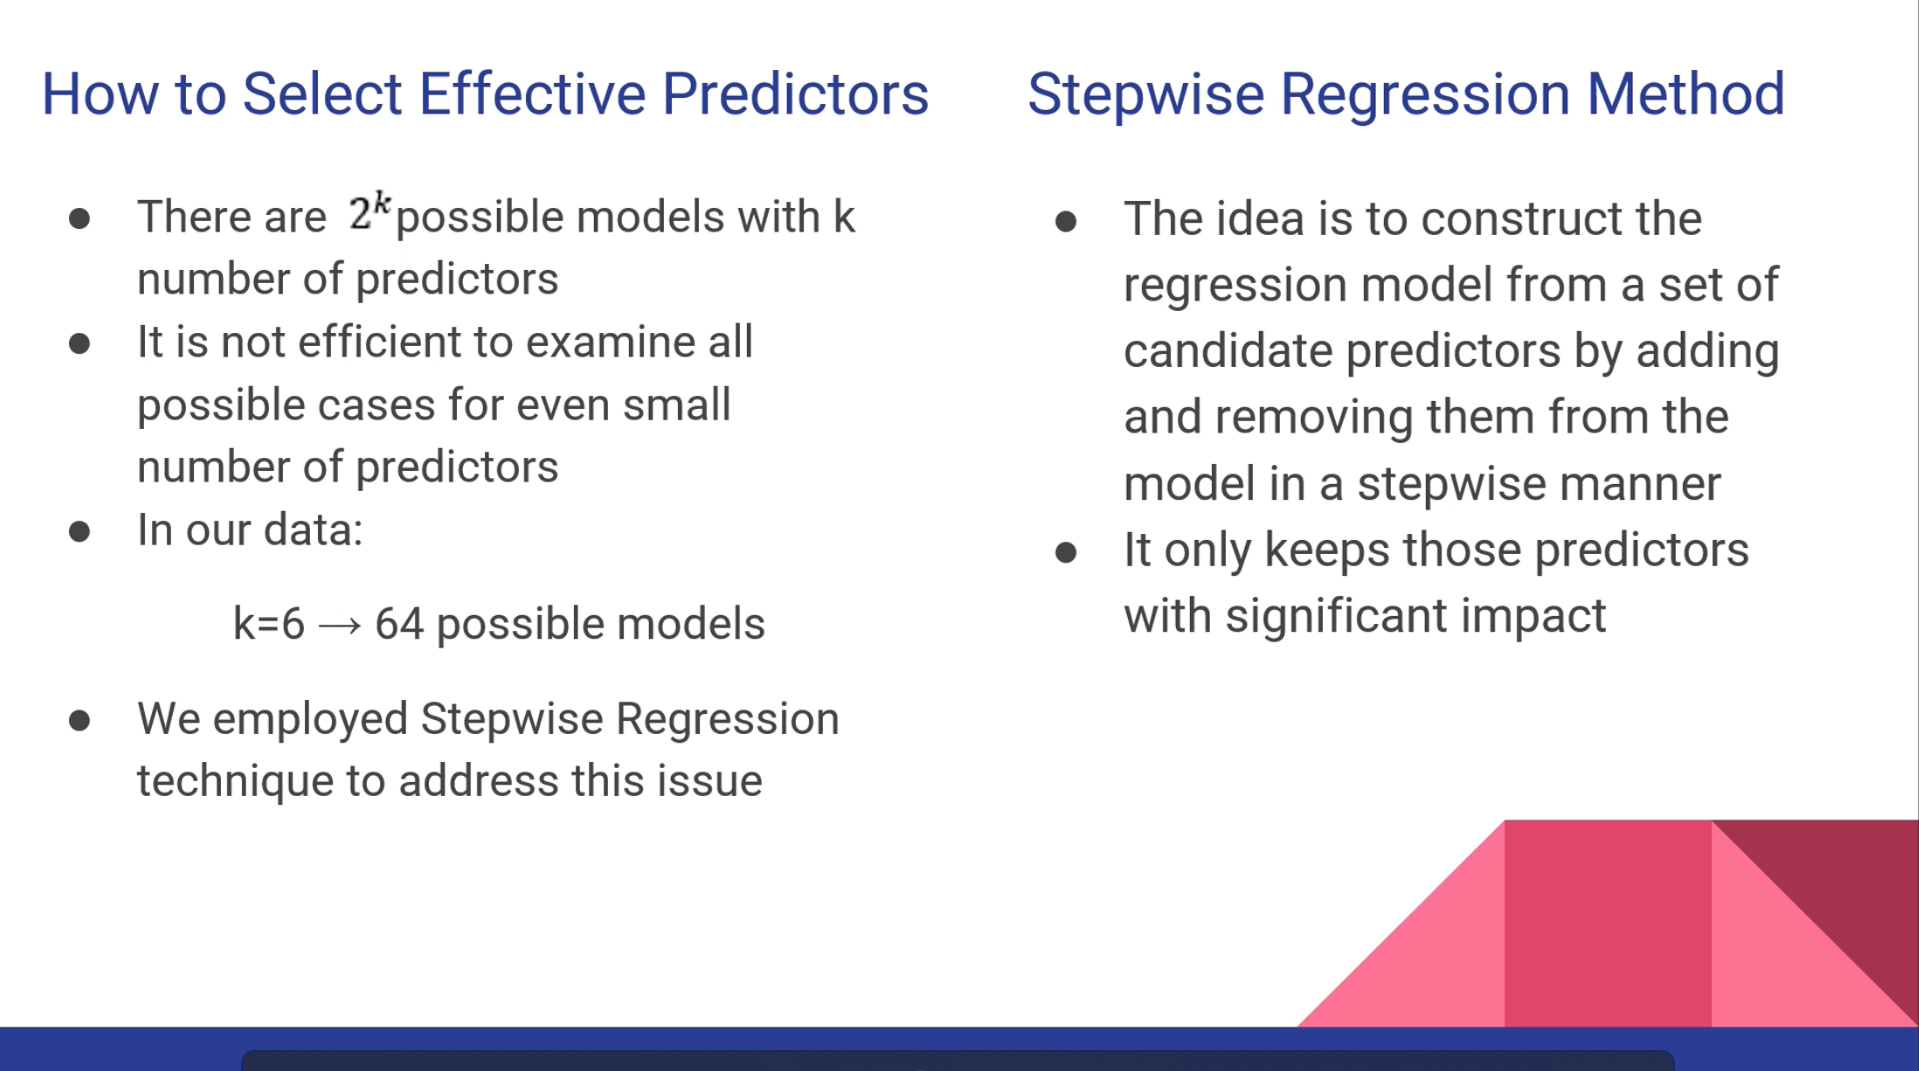 How to Select Effective Predictors
● There are 2^k possible models with k
number of predictors
● It is not efficient to examine all
possible cases for even small
number of predictors
● In our data:
k=6 → 64 possible models
● We employed Stepwise Regression
technique to address this issue
Stepwise Regression Method
● The idea is to construct the
regression model from a set of
candidate predictors by adding
and removing them from the
model in a stepwise manner
● It only keeps those predictors
with significant impact